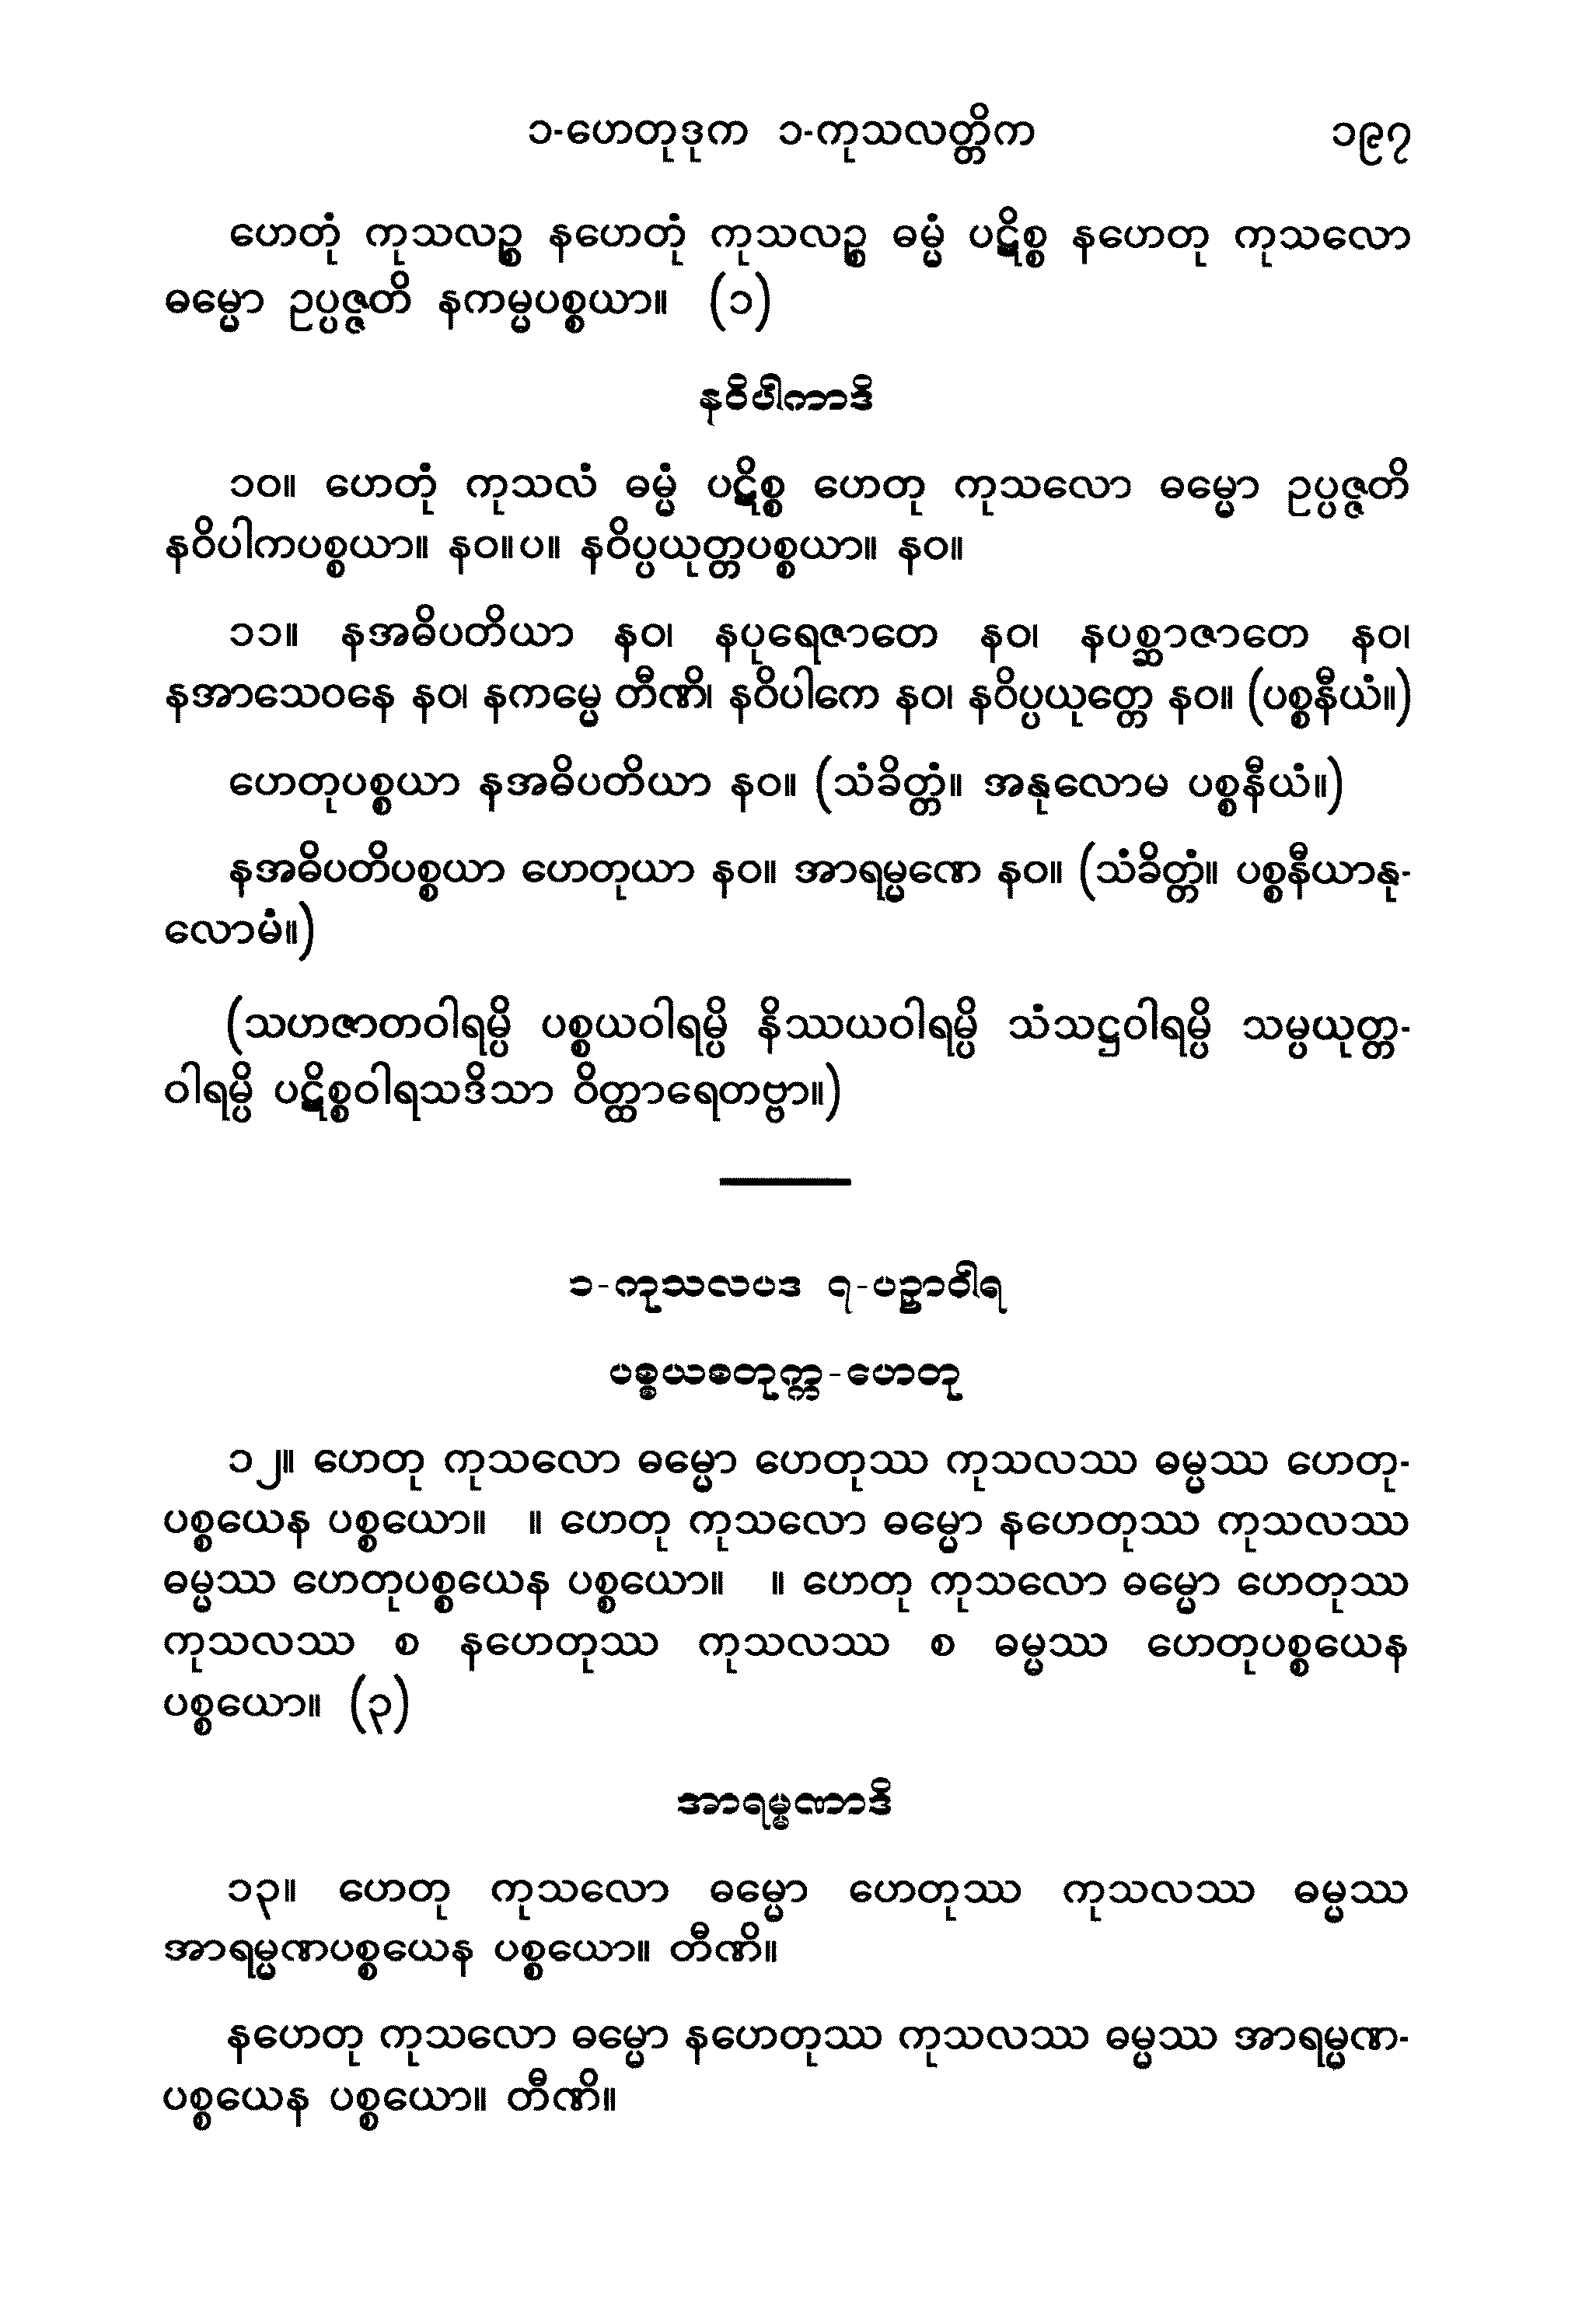 ၁-ဟေတုဒုက ၁-ကုသလတ္တိက ၁၉၇
ဟေတုံ ကုသလဉ္စ နဟေတုံ ကုသလဉ္စ ဓမ္မံ ပဋိစ္စ နဟေတု ကုသလော
ဓမ္မော ဥပ္ပဇ္ဇတိ နကမ္မပစ္စယာ။ (၁)
နဝိပါကာဒိ
၁၀။ ဟေတုံ ကုသလံ ဓမ္မံ ပဋိစ္စ ဟေတု ကုသလော ဓမ္မော ဥပ္ပဇ္ဇတိ
နဝိပါကပစ္စယာ။ နဝ။ပ။ နဝိပ္ပယုတ္တပစ္စယာ။ နဝ။
၁၁။ နအဓိပတိယာ နဝ၊ နပုရေဇာတေ နဝ၊ နပစ္ဆာဇာတေ နဝ၊
နအာသေဝနေ နဝ၊ နကမ္မေ တီဏိ၊ နဝိပါကေ နဝ၊ နဝိပ္ပယုတ္တေ နဝ။ (ပစ္စနီယံ။)
ဟေတုပစ္စယာ နအဓိပတိယာ နဝ။ (သံခိတ္တံ။ အနုလောမ ပစ္စနီယံ။)
နအဓိပတိပစ္စယာ ဟေတုယာ နဝ။ အာရမ္မဏေ နဝ။ (သံခိတ္တံ။ ပစ္စနီယာနု-
လောမံ။)
(သဟဇာတဝါရမ္ပိ ပစ္စယဝါရမ္ပိ နိဿယဝါရမ္ပိ သံသဋ္ဌဝါရမ္ပိ သမ္ပယုတ္တ-
ဝါရမ္ပိ ပဋိစ္စဝါရသဒိသာ ဝိတ္ထာရေတဗ္ဗာ။)
၁-ကုသလပဒ ၇-ပဉှာဝါရ
ပစ္စယစတုက္က-ဟေတု
၁၂။ ဟေတု ကုသလော ဓမ္မော ဟေတုဿ ကုသလဿ ဓမ္မဿ ဟေတု-
ပစ္စယေန ပစ္စယော။ ။ ဟေတု ကုသလော ဓမ္မော နဟေတုဿ ကုသလဿ
ဓမ္မဿ ဟေတုပစ္စယေန ပစ္စယော။ ။ ဟေတု ကုသလော ဓမ္မော ဟေတုဿ
ကုသလဿ စ နဟေတုဿ ကုသလဿ စ ဓမ္မဿ ဟေတုပစ္စယေန
ပစ္စယော။ (၃)
အာရမ္မဏာဒိ
၁၃။ ဟေတု ကုသလော ဓမ္မော ဟေတုဿ ကုသလဿ ဓမ္မဿ
အာရမ္မဏပစ္စယေန ပစ္စယော။ တီဏိ။
နဟေတု ကုသလော ဓမ္မော နဟေတုဿ ကုသလဿ ဓမ္မဿ အာရမ္မဏ-
ပစ္စယေန ပစ္စယော။ တီဏိ။